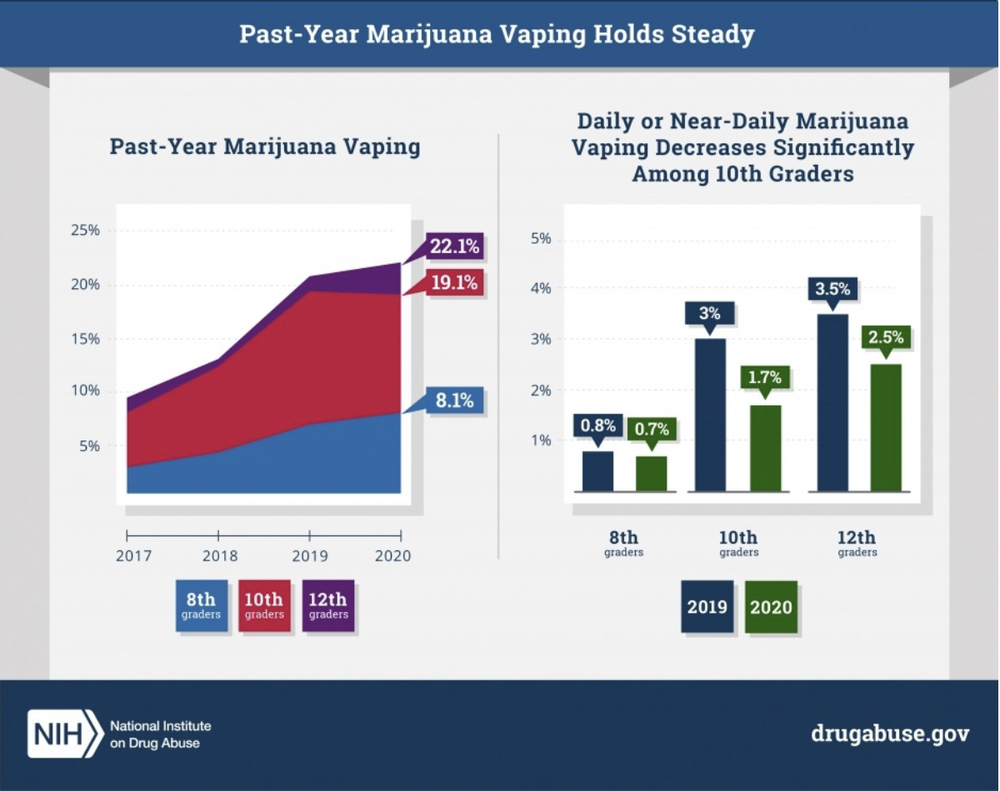 Past-Year Marijuana Vaping Holds Steady
Past-Year Marijuana Vaping
25%
20%
15%
10%
5%
22.1%
19.1%
8.1%
2017 2018 2019 2020
8th graders
10th graders
12th graders
Daily or Near-Daily Marijuana
Vaping Decreases Significantly
Among 10th Graders
5%
4%
3%
2%
1%
0.8%
0.7%
3%
1.7%
3.5%
2.5%
8th graders
10th graders
12th graders
2019
2020
NIH
National Institute
on Drug Abuse
drugabuse.gov